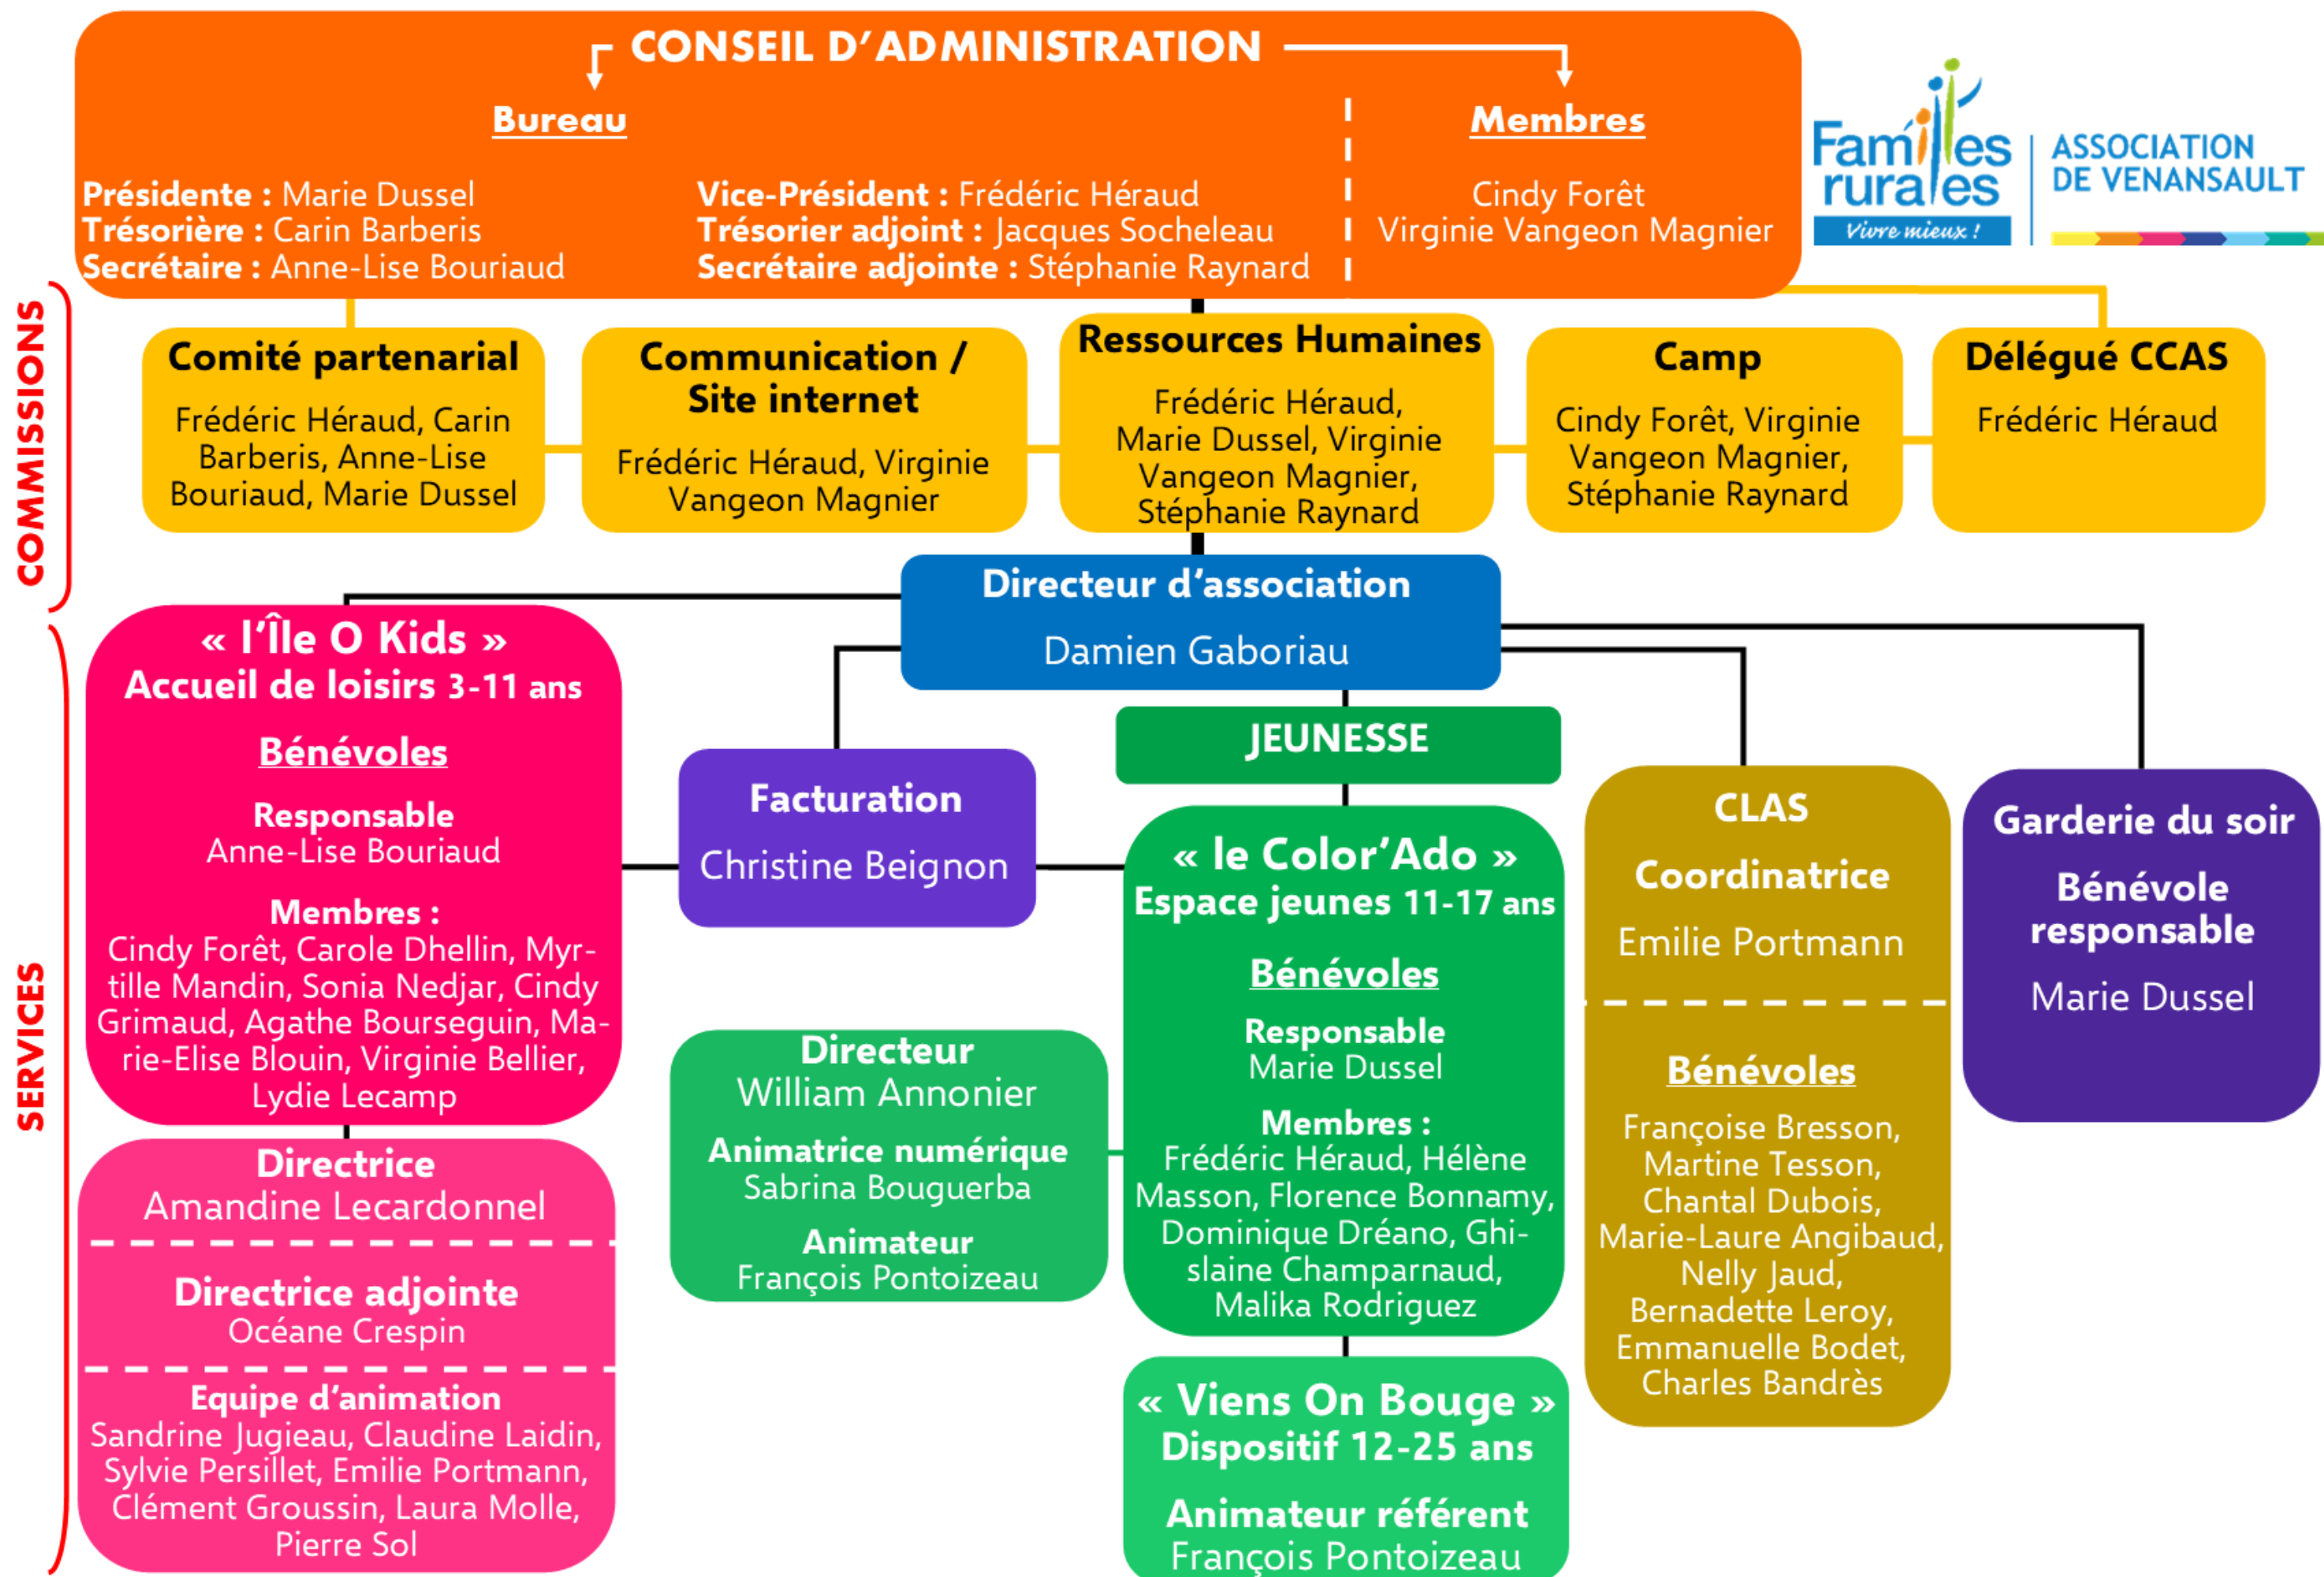 CONSEIL D'ADMINISTRATION
Bureau
Présidente : Marie Dussel
Trésorière : Carin Barberis
Secrétaire : Anne-Lise Bouriaud
Vice-Président : Frédéric Héraud
Trésorier adjoint : Jacques Socheleau
Secrétaire adjointe : Stéphanie Raynard
Membres
Cindy Forêt
Virginie Vangeon Magnier
Familles
rurales
Vivre mieux !
ASSOCIATION
DE VENANSAULT
COMMISSIONS
Comité partenarial
Frédéric Héraud, Carin
Barberis, Anne-Lise
Bouriaud, Marie Dussel
Communication /
Site internet
Frédéric Héraud, Virginie
Vangeon Magnier
Ressources Humaines
Frédéric Héraud,
Marie Dussel, Virginie
Vangeon Magnier,
Stéphanie Raynard
Camp
Cindy Forêt, Virginie
Vangeon Magnier,
Stéphanie Raynard
Délégué CCAS
Frédéric Héraud
Directeur d'association
Damien Gaboriau
SERVICES
« l'Île O Kids »
Accueil de loisirs 3-11 ans
Bénévoles
Responsable
Anne-Lise Bouriaud
Membres :
Cindy Forêt, Carole Dhellin, Myr-
tille Mandin, Sonia Nedjar, Cindy
Grimaud, Agathe Bourseguin, Ma-
rie-Elise Blouin, Virginie Bellier,
Lydie Lecamp
Directrice
Amandine Lecardonnel
Directrice adjointe
Océane Crespin
Equipe d'animation
Sandrine Jugieau, Claudine Laidin,
Sylvie Persillet, Emilie Portmann,
Clément Groussin, Laura Molle,
Pierre Sol
Facturation
Christine Beignon
JEUNESSE
« le Color'Ado »
Espace jeunes 11-17 ans
Bénévoles
Responsable
Marie Dussel
Membres :
Frédéric Héraud, Hélène
Masson, Florence Bonnamy,
Dominique Dréano, Ghi-
slaine Champarnaud,
Malika Rodriguez
Directeur
William Annonier
Animatrice numérique
Sabrina Bouguerba
Animateur
François Pontoizeau
« Viens On Bouge »
Dispositif 12-25 ans
Animateur référent
François Pontoizeau
CLAS
Coordinatrice
Emilie Portmann
Bénévoles
Françoise Bresson,
Martine Tesson,
Chantal Dubois,
Marie-Laure Angibaud,
Nelly Jaud,
Bernadette Leroy,
Emmanuelle Bodet,
Charles Bandrès
Garderie du soir
Bénévole
responsable
Marie Dussel